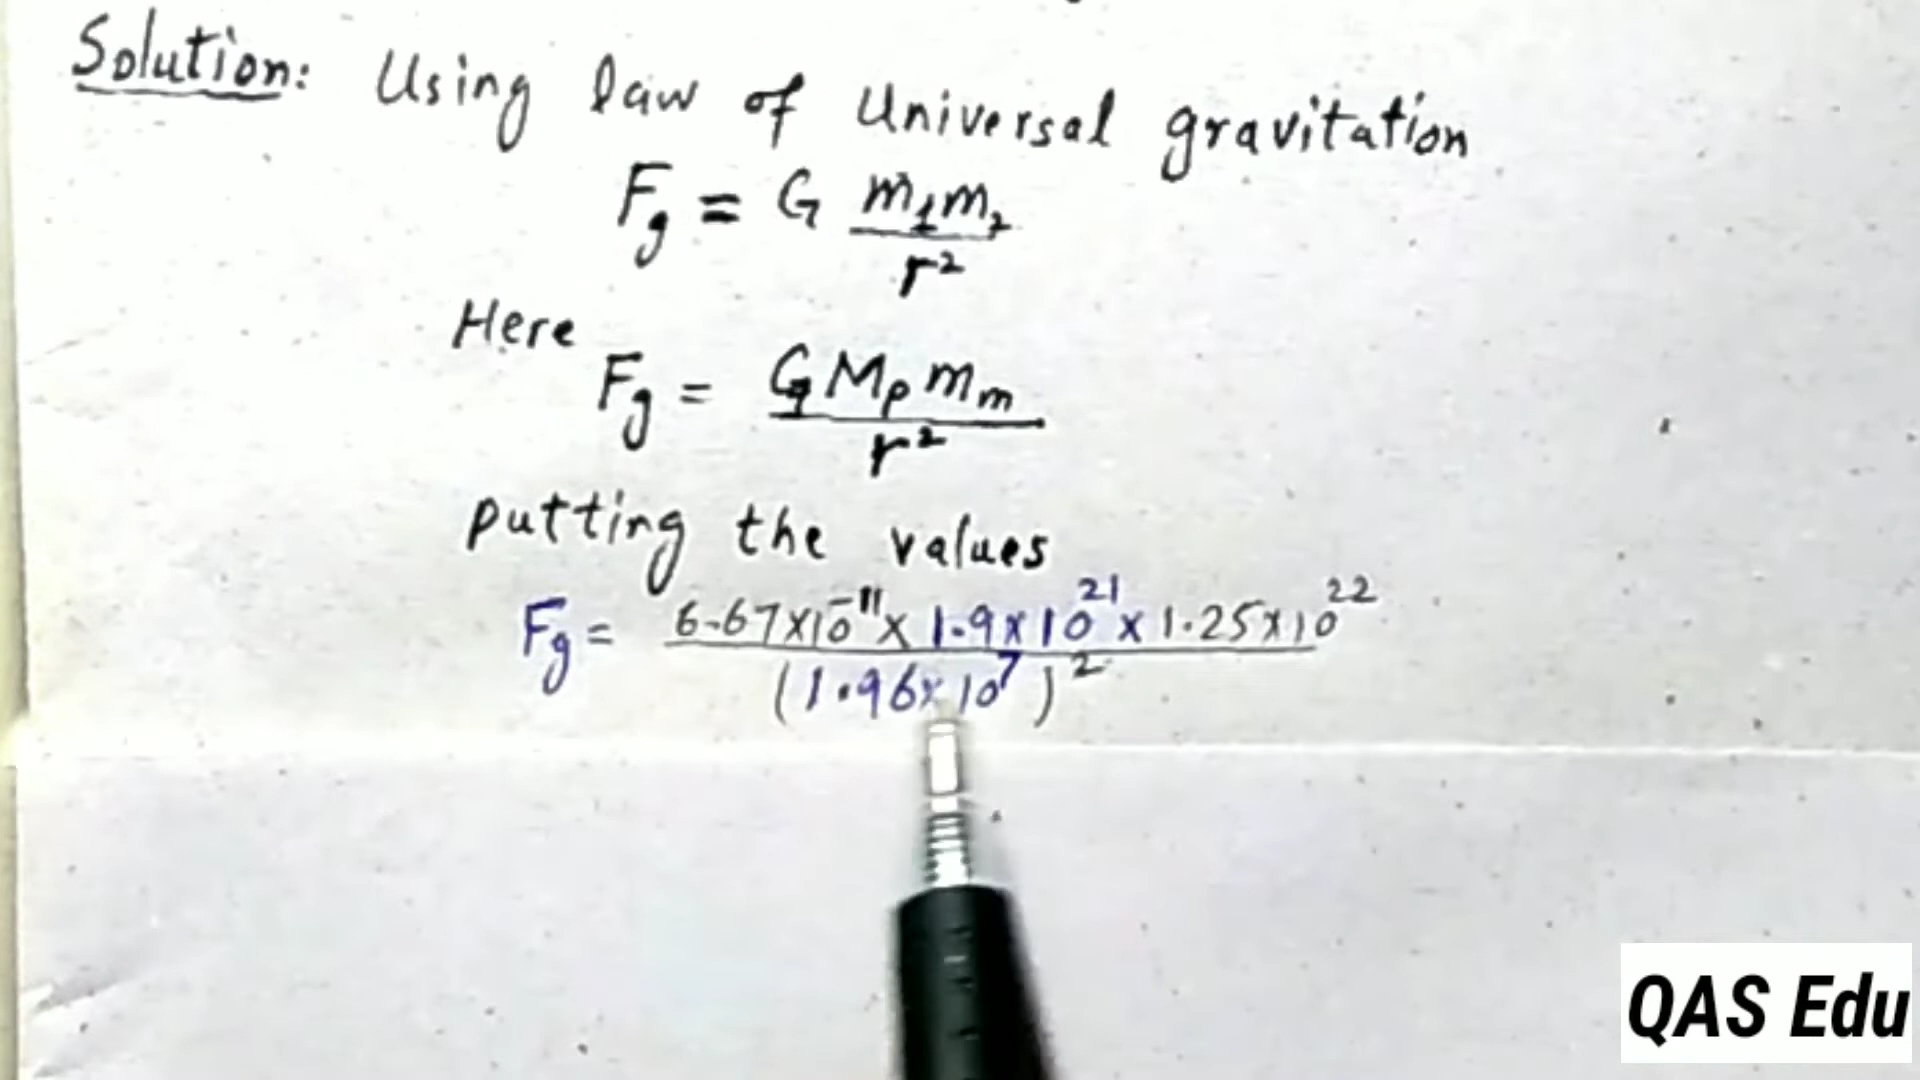 Solution: Using law of Universal gravitation
Fg = G m1m2
r²
Here
Fg = GMpmm
r²
putting the values
Fg = 6.67×10⁻¹¹× 1.9×10²¹ × 1.25×10²²
(1.96×10⁷)²
QAS Edu